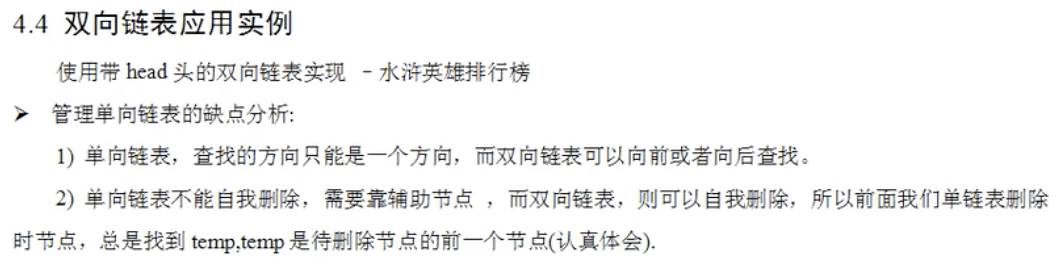 4.4 双向链表应用实例
使用带 head 头的双向链表实现 –水浒英雄排行榜
➢ 管理单向链表的缺点分析:
1) 单向链表，查找的方向只能是一个方向，而双向链表可以向前或者向后查找。
2) 单向链表不能自我删除，需要靠辅助节点 ，而双向链表，则可以自我删除，所以前面我们单链表删除
时节点，总是找到 temp,temp 是待删除节点的前一个节点(认真体会).